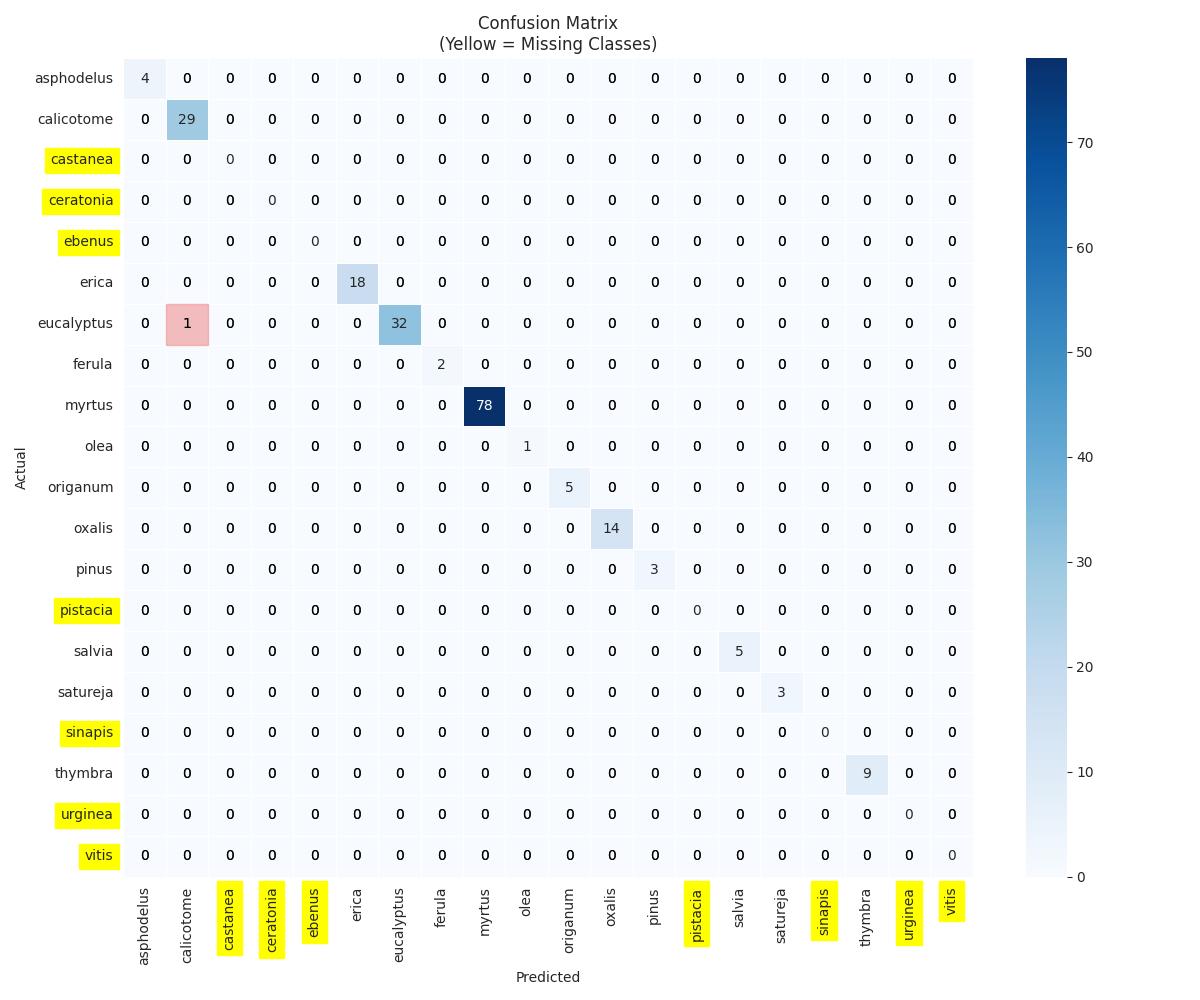 Confusion Matrix
(Yellow = Missing Classes)
asphodelus 4 0 0 0 0 0 0 0 0 0 0 0 0 0 0 0 0 0 0 0
calicotome 0 29 0 0 0 0 0 0 0 0 0 0 0 0 0 0 0 0 0 0
castanea 0 0 0 0 0 0 0 0 0 0 0 0 0 0 0 0 0 0 0 0
ceratonia 0 0 0 0 0 0 0 0 0 0 0 0 0 0 0 0 0 0 0 0
ebenus 0 0 0 0 0 0 0 0 0 0 0 0 0 0 0 0 0 0 0 0
erica 0 0 0 0 0 18 0 0 0 0 0 0 0 0 0 0 0 0 0 0
eucalyptus 0 1 0 0 0 0 32 0 0 0 0 0 0 0 0 0 0 0 0 0
ferula 0 0 0 0 0 0 0 2 0 0 0 0 0 0 0 0 0 0 0 0
myrtus 0 0 0 0 0 0 0 0 78 0 0 0 0 0 0 0 0 0 0 0
olea 0 0 0 0 0 0 0 0 0 1 0 0 0 0 0 0 0 0 0 0
origanum 0 0 0 0 0 0 0 0 0 0 5 0 0 0 0 0 0 0 0 0
oxalis 0 0 0 0 0 0 0 0 0 0 0 14 0 0 0 0 0 0 0 0
pinus 0 0 0 0 0 0 0 0 0 0 0 0 3 0 0 0 0 0 0 0
pistacia 0 0 0 0 0 0 0 0 0 0 0 0 0 0 0 0 0 0 0 0
salvia 0 0 0 0 0 0 0 0 0 0 0 0 0 0 5 0 0 0 0 0
satureja 0 0 0 0 0 0 0 0 0 0 0 0 0 0 0 3 0 0 0 0
sinapis 0 0 0 0 0 0 0 0 0 0 0 0 0 0 0 0 0 0 0 0
thymbra 0 0 0 0 0 0 0 0 0 0 0 0 0 0 0 0 0 9 0 0
urginea 0 0 0 0 0 0 0 0 0 0 0 0 0 0 0 0 0 0 0 0
vitis 0 0 0 0 0 0 0 0 0 0 0 0 0 0 0 0 0 0 0 0
Actual
asphodelus calicotome castanea ceratonia ebenus erica eucalyptus ferula myrtus olea origanum oxalis pinus pistacia salvia satureja sinapis thymbra urginea vitis
Predicted
70
60
50
40
30
20
10
0